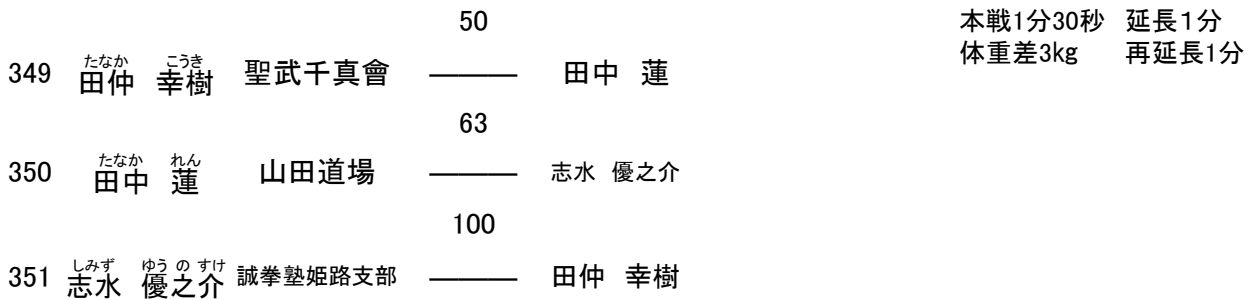 50
本戦1分30秒 延長１分
体重差3kg 再延長1分
たなか こうき
349 田仲 幸樹 聖武千真會 ――― 田中 蓮
63
たなか れん
350 田中 蓮 山田道場 ――― 志水 優之介
100
しみず ゆうのすけ
351 志水 優之介 誠拳塾姫路支部 ――― 田仲 幸樹